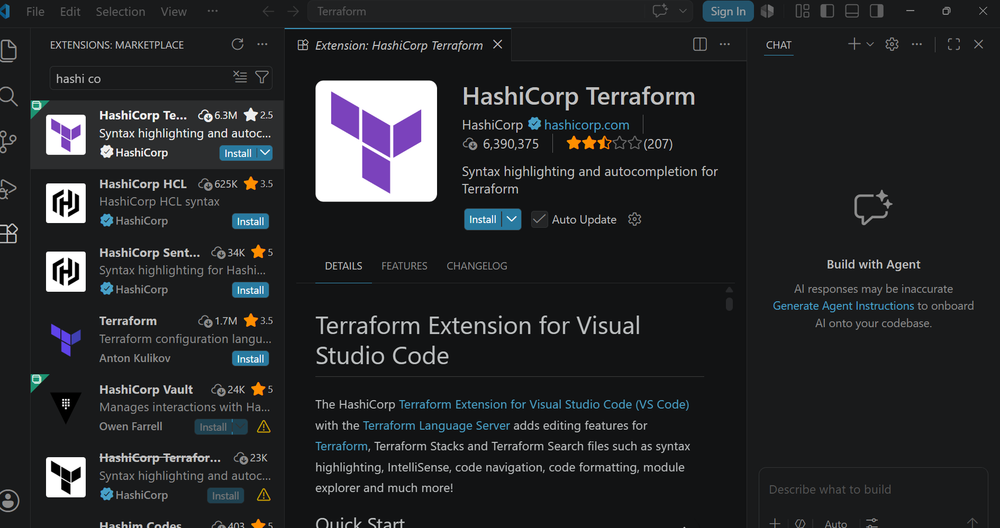 File Edit Selection View ···
Terraform
Sign In
EXTENSIONS: MARKETPLACE
hashi co
HashiCorp Te... 6.3M 2.5
Syntax highlighting and autoc...
HashiCorp Install
HashiCorp HCL 625K 3.5
HashiCorp HCL syntax
HashiCorp Install
HashiCorp Sent... 34K 5
Syntax highlighting for Hashi...
HashiCorp Install
Terraform 1.7M 3.5
Terraform configuration langu...
Anton Kulikov Install
HashiCorp Vault 24K 5
Manages interactions with Ha...
Owen Farrell Install
HashiCorp Terrafor... 23K
Syntax highlighting and autoc...
HashiCorp Install
Hashim Codes 403 5
Extension: HashiCorp Terraform
HashiCorp Terraform
HashiCorp hashicorp.com
6,390,375 (207)
Syntax highlighting and autocompletion for
Terraform
Install Auto Update
DETAILS FEATURES CHANGELOG
Terraform Extension for Visual
Studio Code
The HashiCorp Terraform Extension for Visual Studio Code (VS Code)
with the Terraform Language Server adds editing features for
Terraform, Terraform Stacks and Terraform Search files such as syntax
highlighting, IntelliSense, code navigation, code formatting, module
explorer and much more!
Quick Start
CHAT
Build with Agent
AI responses may be inaccurate
Generate Agent Instructions to onboard
AI onto your codebase.
Describe what to build
Auto